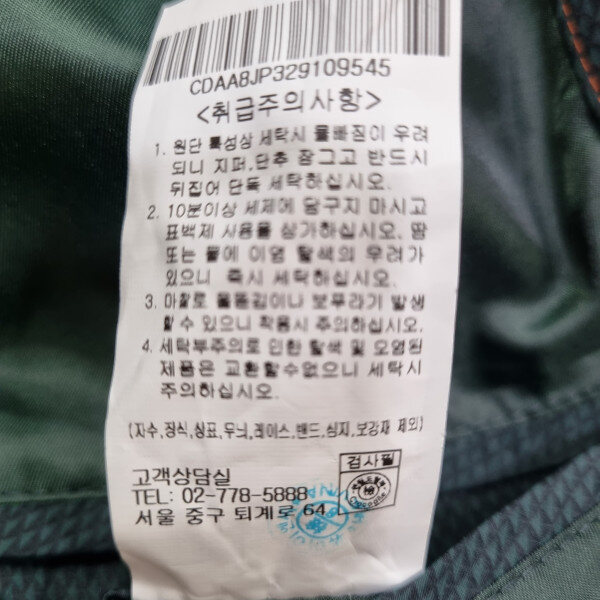 CDAA8JP329109545
<취급주의사항>
1. 원단 특성상 세탁시 물빠짐이 우려
되니 지퍼,단추 잠그고 반드시
뒤집어 단독 세탁하십시오.
2. 10분이상 세제에 담구지 마시고
표백제 사용을 삼가하십시오. 땀
또는 물에 이염 탈색의 우려가
있으니 즉시 세탁하십시오.
3. 마찰로 올뜯김이나 보푸라기 발생
할 수 있으니 착용시 주의하십시오.
4. 세탁부주의로 인한 탈색 및 오염된
제품은 교환할수없으니 세탁시
주의하십시오.
(자수,장식,심표,무늬,레이스,밴드,심지,보강재 제외)
검사필
고객상담실
TEL: 02-778-5888
서울 중구 퇴계로 64